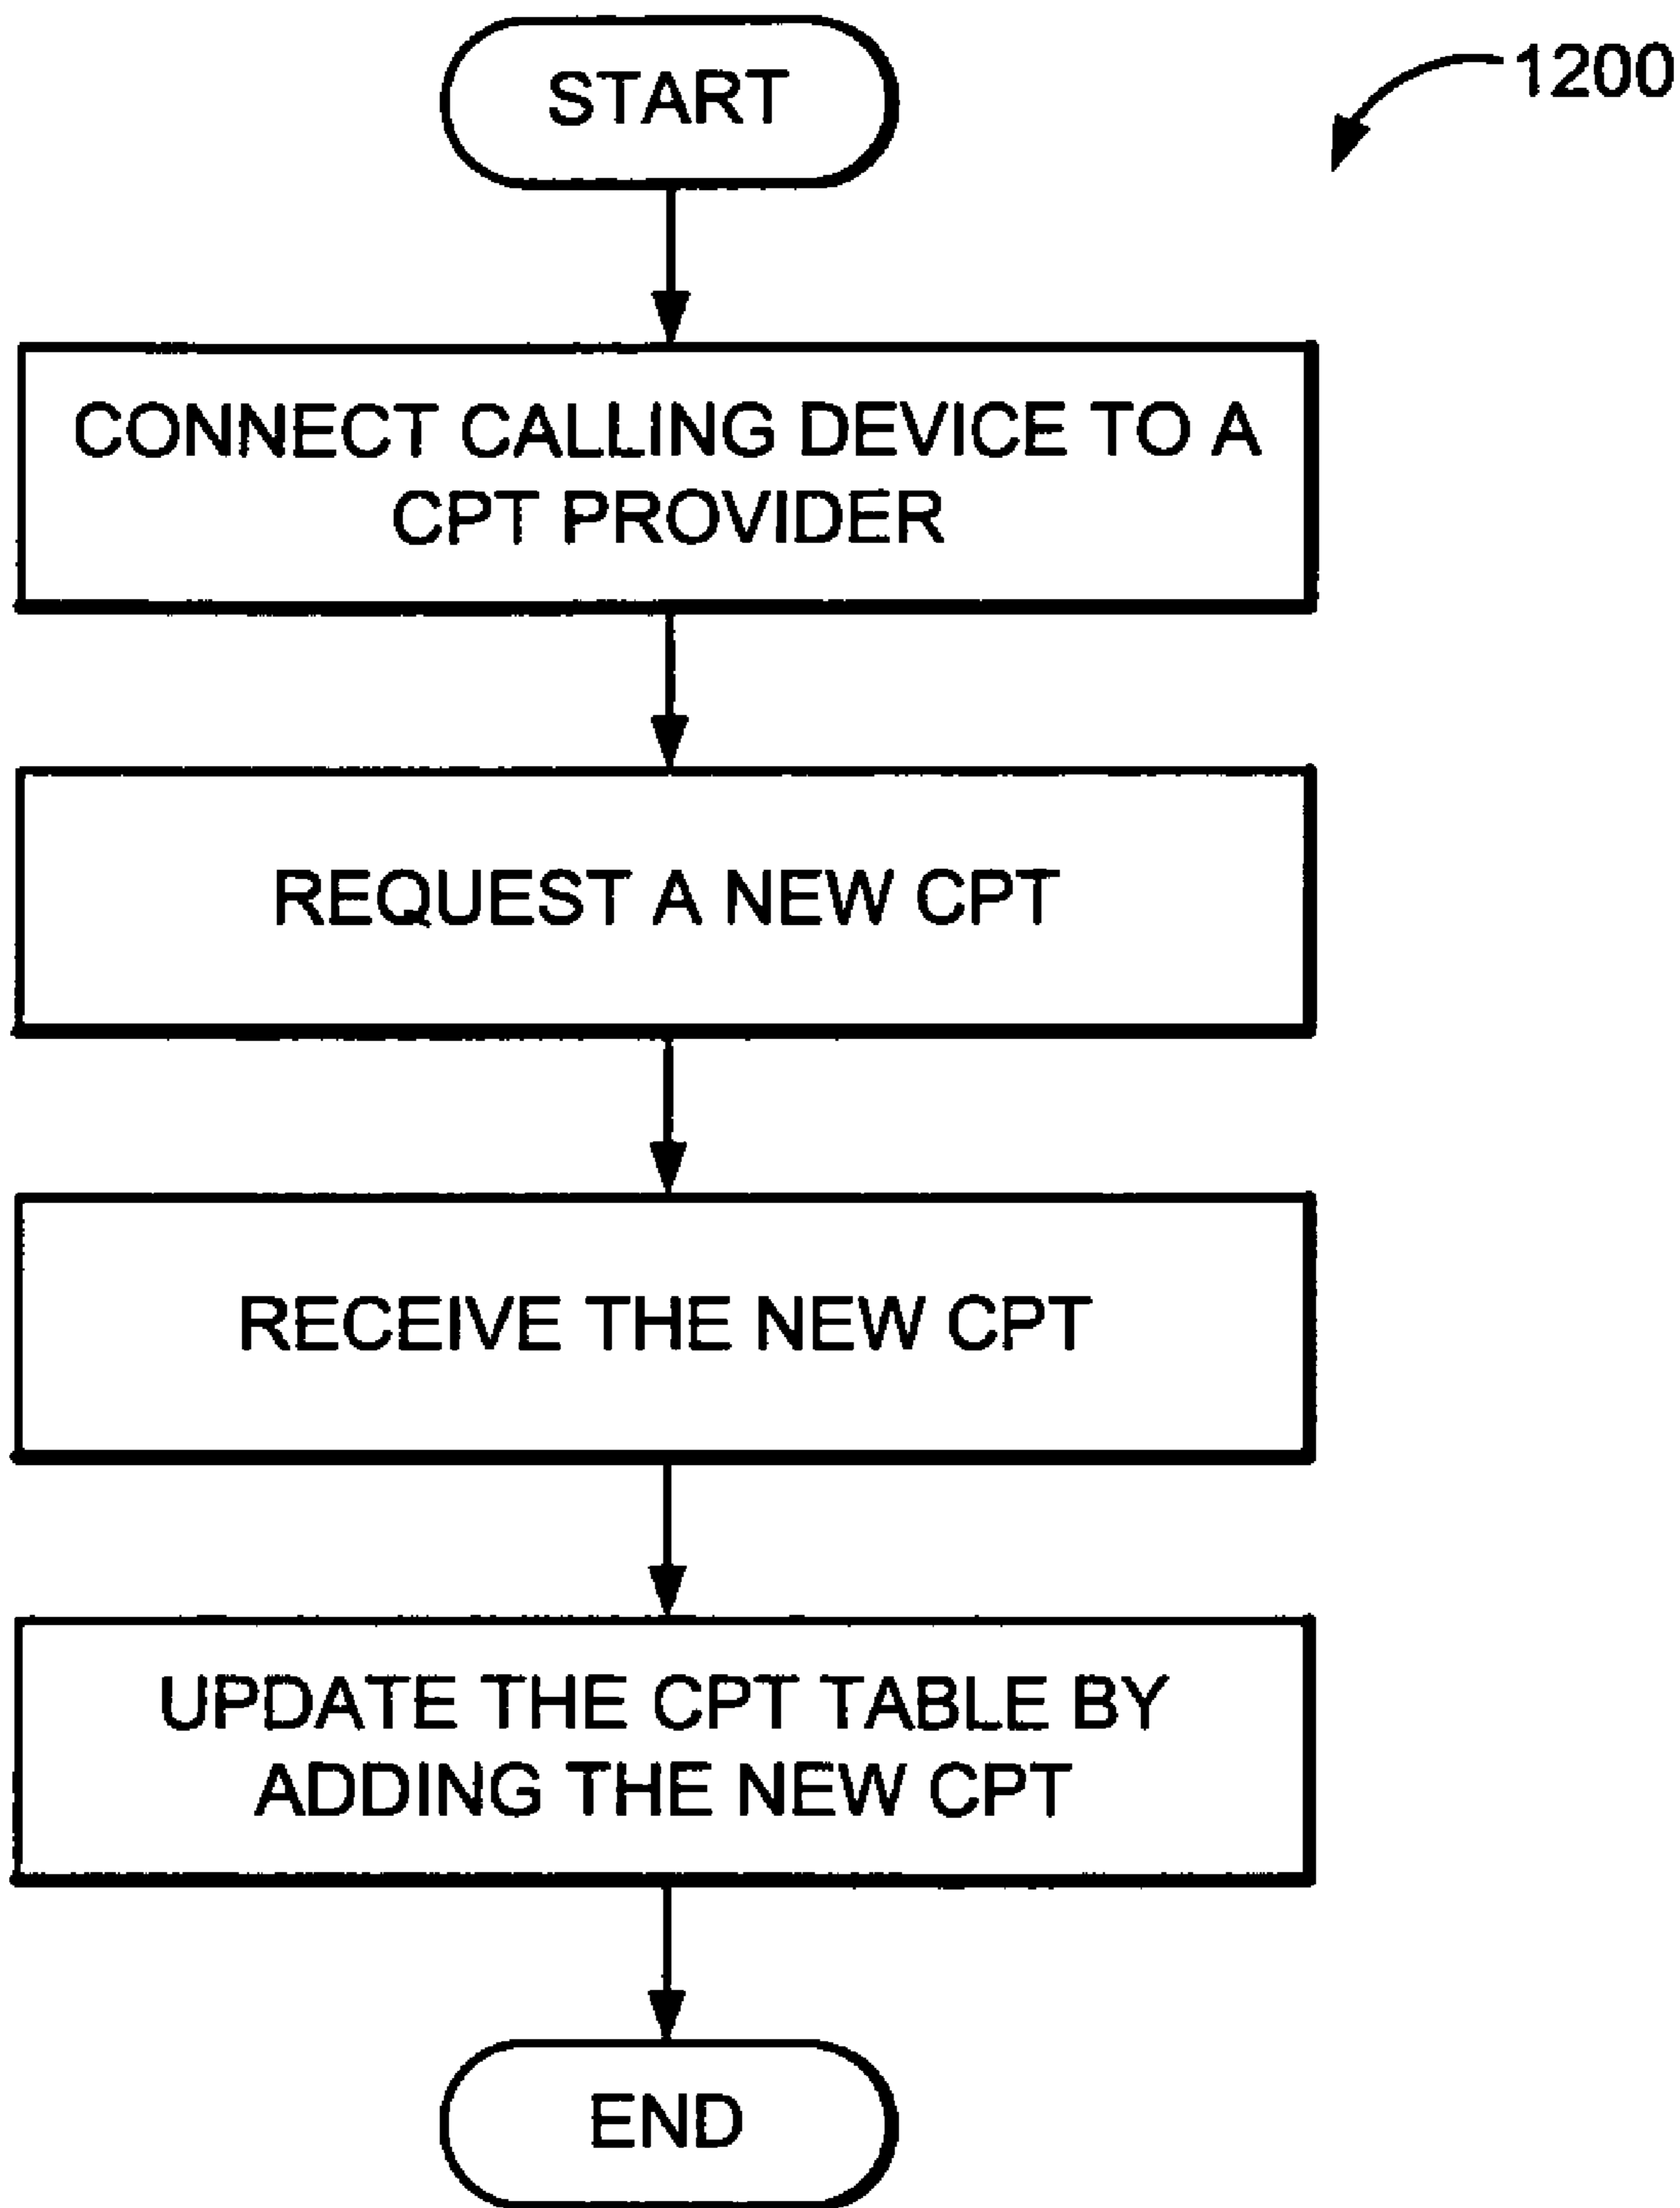 START
1200
CONNECT CALLING DEVICE TO A
CPT PROVIDER
REQUEST A NEW CPT
RECEIVE THE NEW CPT
UPDATE THE CPT TABLE BY
ADDING THE NEW CPT
END